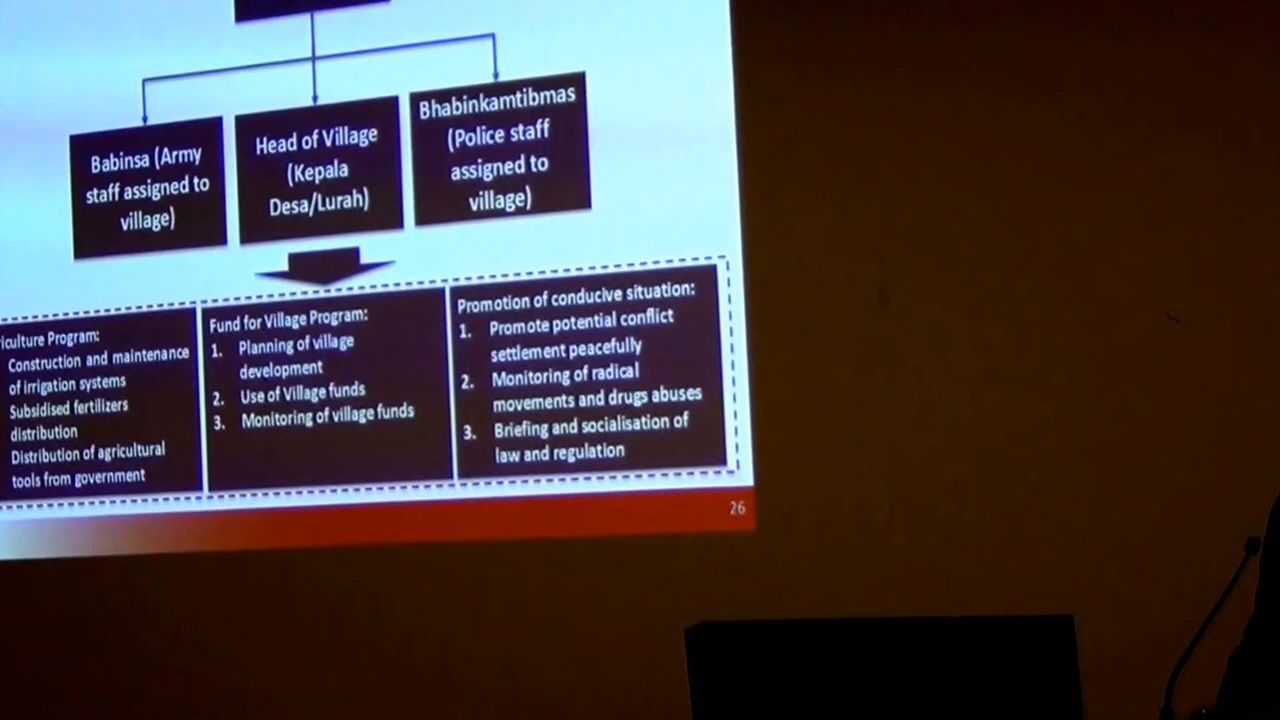 Babinsa (Army
staff assigned to
village)
Head of Village
(Kepala
Desa/Lurah)
Bhabinkamtibmas
(Police staff
assigned to
village)
Program:
Construction and maintenance
of irrigation systems
Subsidised fertilizers
distribution
Distribution of agricultural
tools from government
Fund for Village Program:
1. Planning of village
development
2. Use of Village funds
3. Monitoring of village funds
Promotion of conducive situation:
1. Promote potential conflict
settlement peacefully
2. Monitoring of radical
movements and drugs abuses
3. Briefing and socialisation of
law and regulation
26